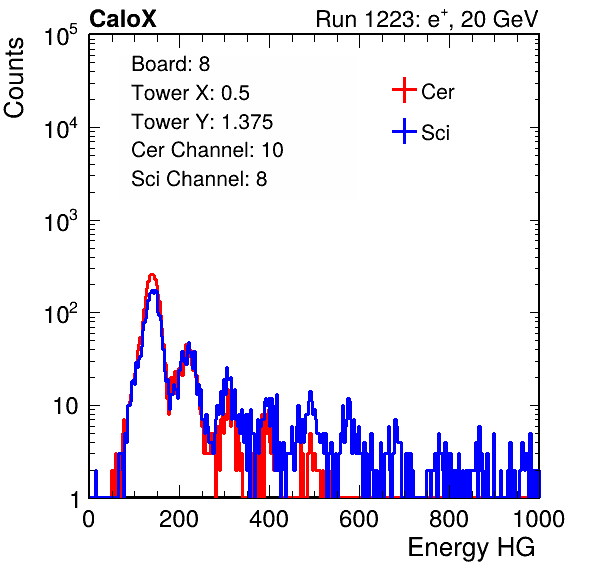 CaloX Run 1223: e⁺, 20 GeV
Counts
10⁵
10⁴
10³
10²
10
1
Board: 8
Tower X: 0.5
Tower Y: 1.375
Cer Channel: 10
Sci Channel: 8
Cer
Sci
0 200 400 600 800 1000
Energy HG